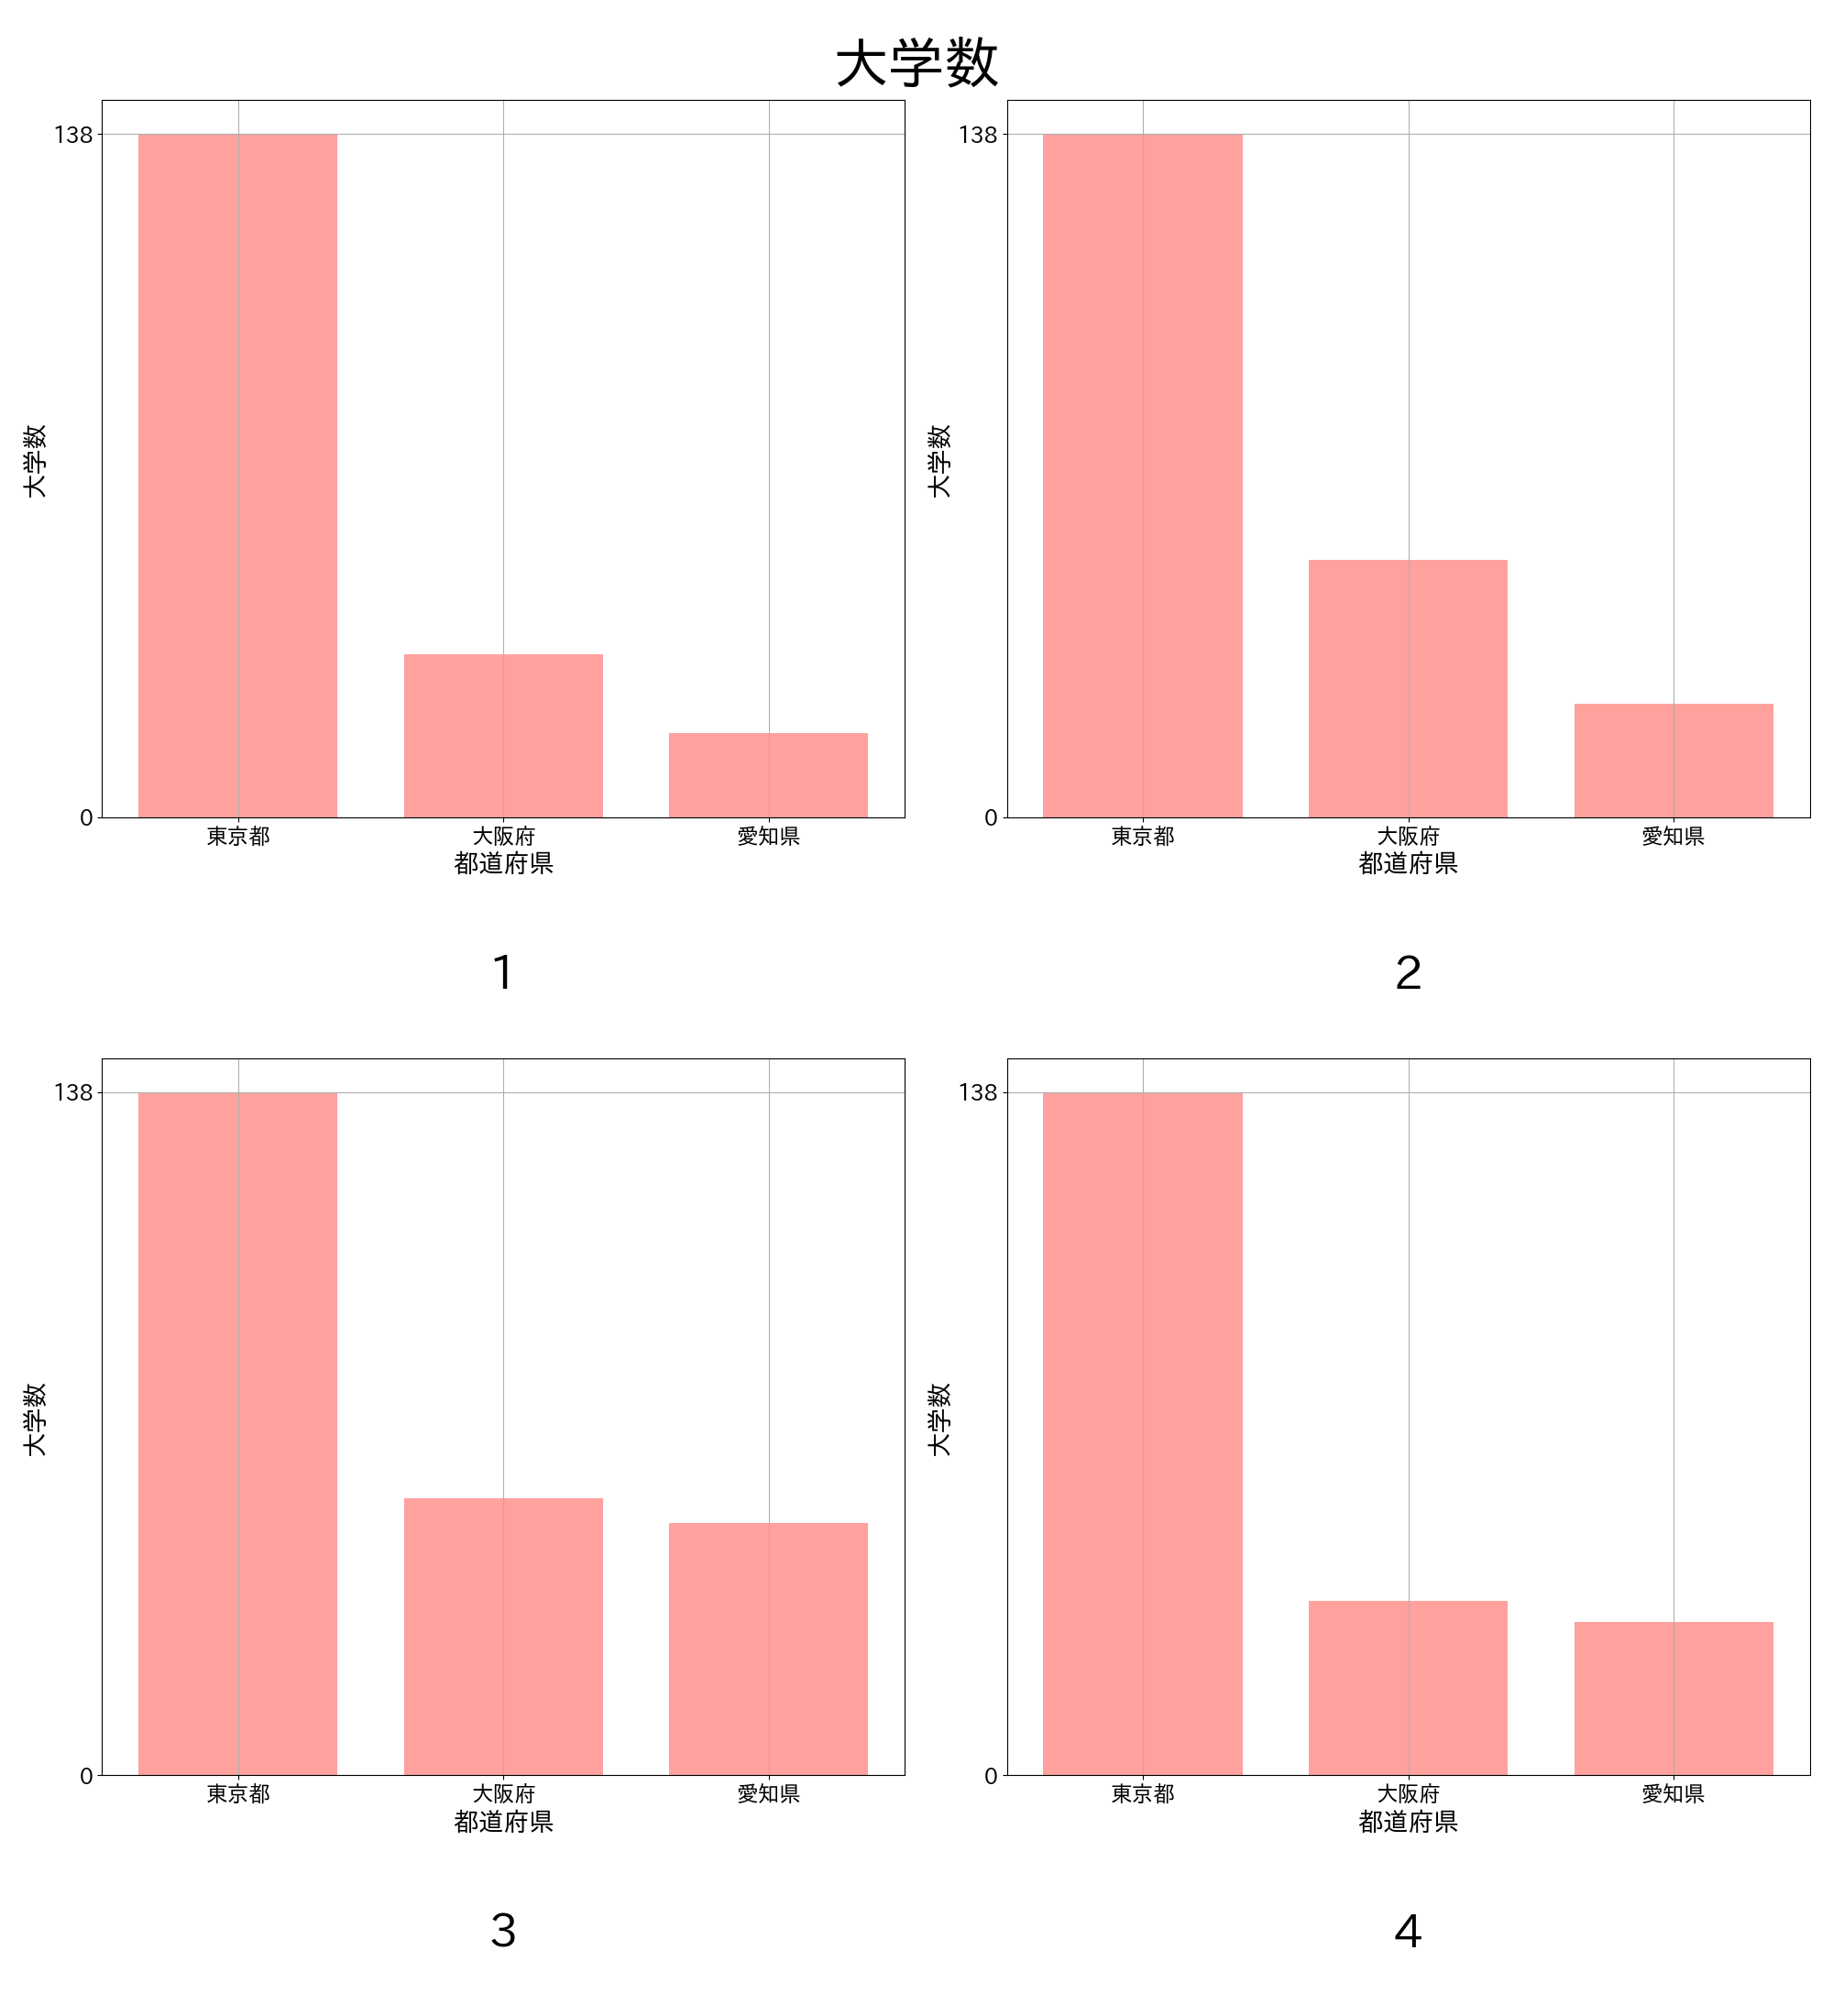 大学数
138
0
大学数
東京都 大阪府 愛知県
都道府県
1
138
0
大学数
東京都 大阪府 愛知県
都道府県
2
138
0
大学数
東京都 大阪府 愛知県
都道府県
3
138
0
大学数
東京都 大阪府 愛知県
都道府県
4